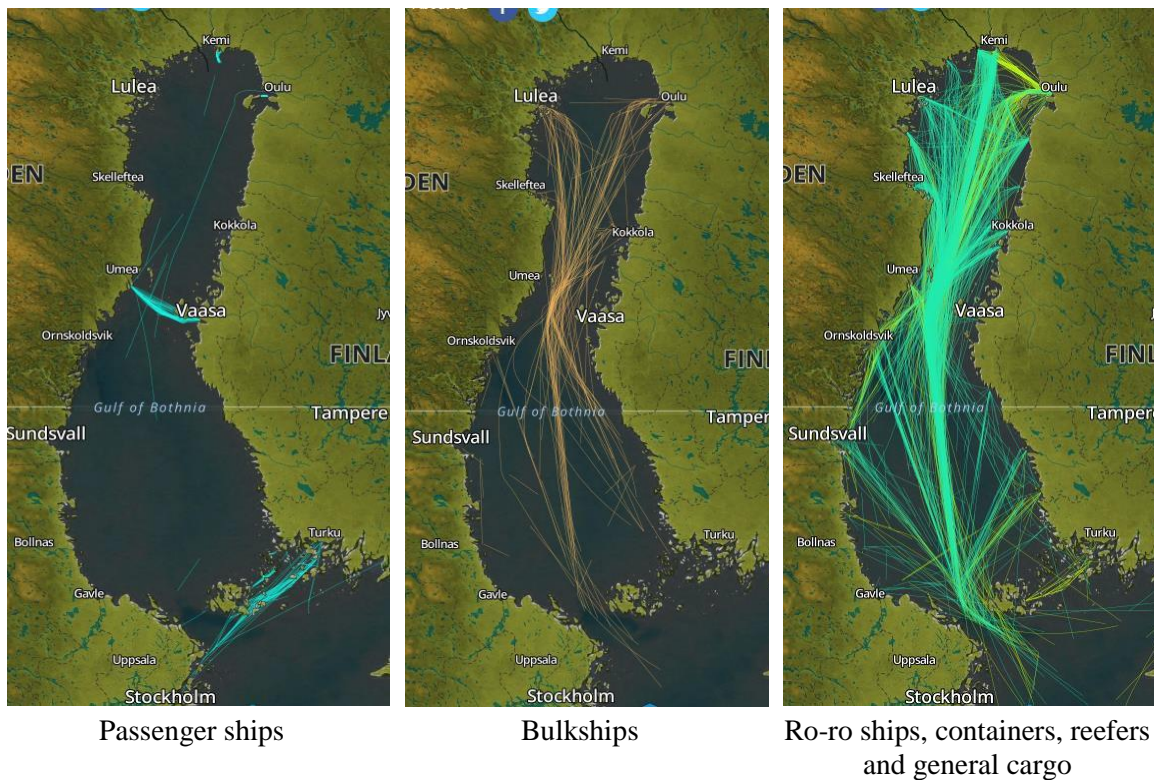 Kemi
Lulea
Oulu
DEN
Skelleftea
Kokkola
Umea
Vaasa
Jy
Ornskoldsvik
FINLA
Gulf of Bothnia
Tampere
Sundsvall
Turku
Bollnas
Gavle
Uppsala
Stockholm
Passenger ships
Kemi
Lulea
Oulu
DEN
Skelleftea
Kokkola
Umea
Vaasa
Ornskoldsvik
FINL
Gulf of Bothnia
Tamper
Sundsvall
Turku
Bollnas
Gavle
Uppsala
Stockholm
Bulkships
Kemi
Lulea
Oulu
DEN
Skelleftea
Kokkola
Umea
Vaasa
Jy
Ornskoldsvik
FINL
Gulf of Bothnia
Tampere
Sundsvall
Turku
Bollnas
Gavle
Uppsala
Stockholm
Ro-ro ships, containers, reefers
and general cargo